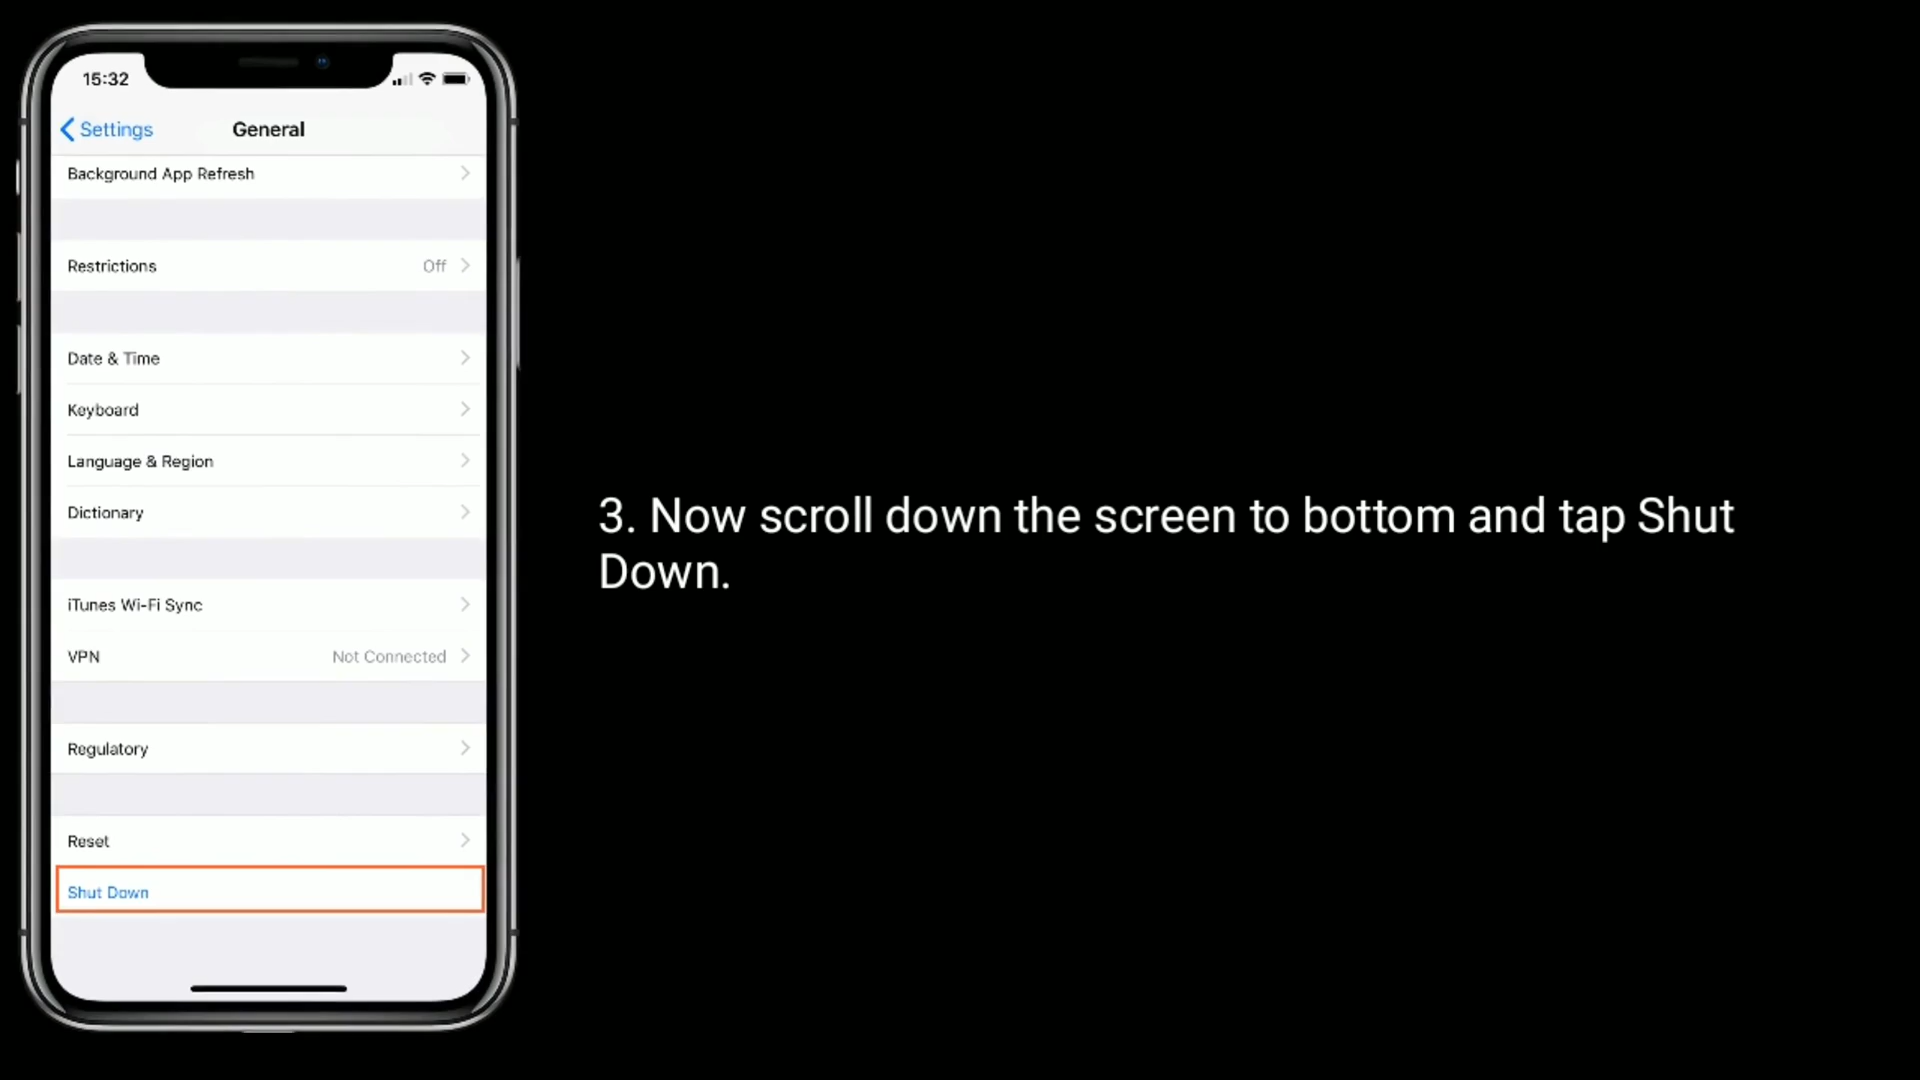 15:32
Settings
General
Background App Refresh
Restrictions Off
Date & Time
Keyboard
Language & Region
Dictionary
iTunes Wi-Fi Sync
VPN Not Connected
Regulatory
Reset
Shut Down
3. Now scroll down the screen to bottom and tap Shut
Down.